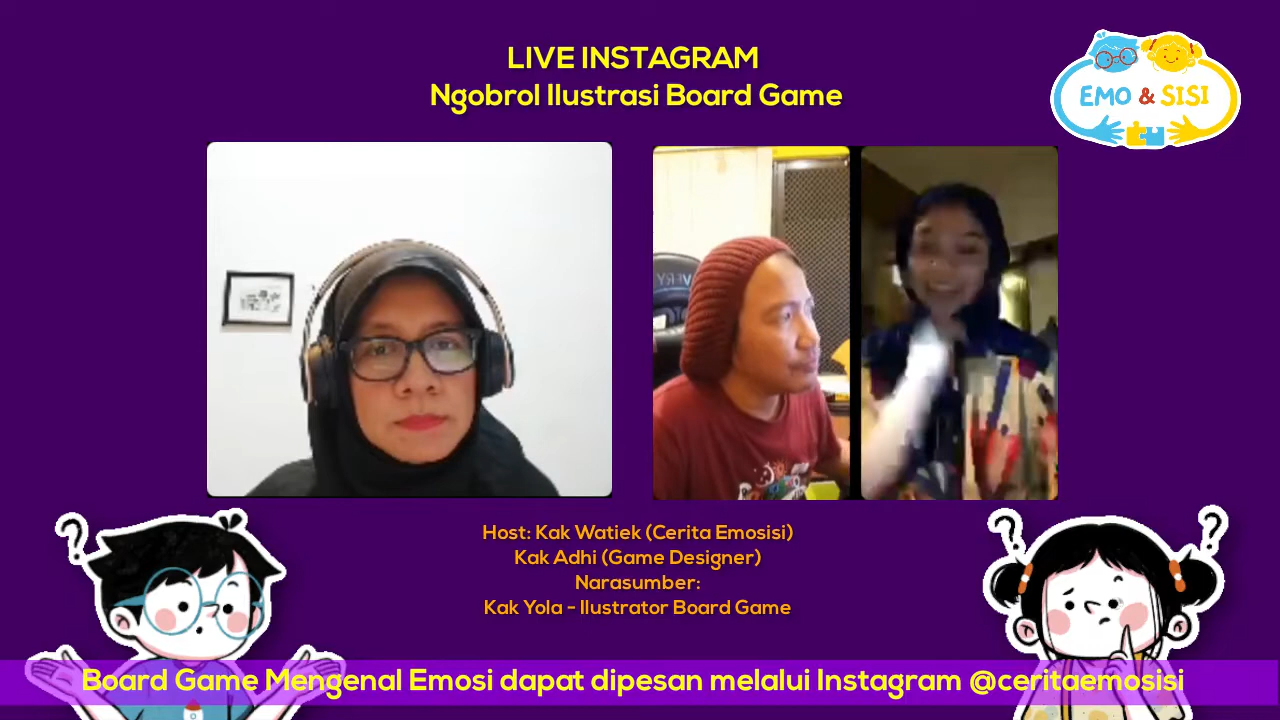 LIVE INSTAGRAM
Ngobrol Ilustrasi Board Game
EMO & SISI
Host: Kak Watiek (Cerita Emosisi)
Kak Adhi (Game Designer)
Narasumber:
Kak Yola - Ilustrator Board Game
? ? ?
Board Game Mengenal Emosi dapat dipesan melalui Instagram @ceritaemosisi